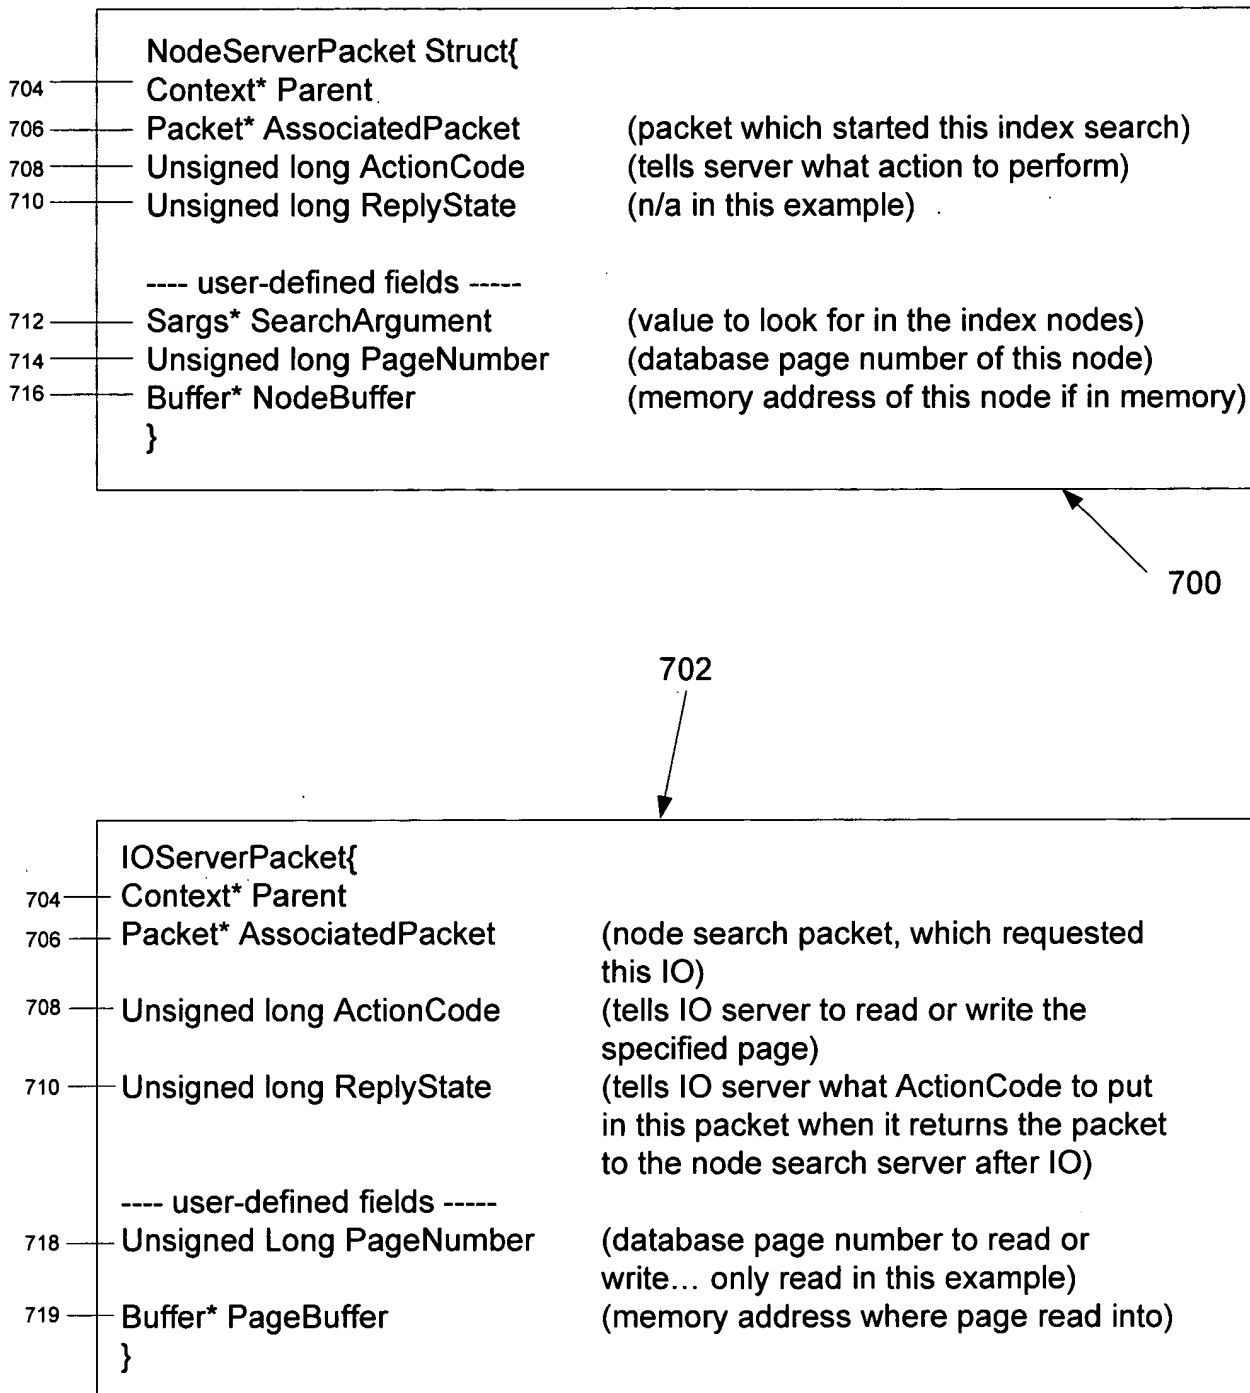 NodeServerPacket Struct{
704 Context* Parent
706 Packet* AssociatedPacket (packet which started this index search)
708 Unsigned long ActionCode (tells server what action to perform)
710 Unsigned long ReplyState (n/a in this example)
---- user-defined fields -----
712 Sargs* SearchArgument (value to look for in the index nodes)
714 Unsigned long PageNumber (database page number of this node)
716 Buffer* NodeBuffer (memory address of this node if in memory)
}
700
702
IOServerPacket{
704 Context* Parent
706 Packet* AssociatedPacket (node search packet, which requested
this IO)
708 Unsigned long ActionCode (tells IO server to read or write the
specified page)
710 Unsigned long ReplyState (tells IO server what ActionCode to put
in this packet when it returns the packet
to the node search server after IO)
---- user-defined fields -----
718 Unsigned Long PageNumber (database page number to read or
write... only read in this example)
719 Buffer* PageBuffer (memory address where page read into)
}